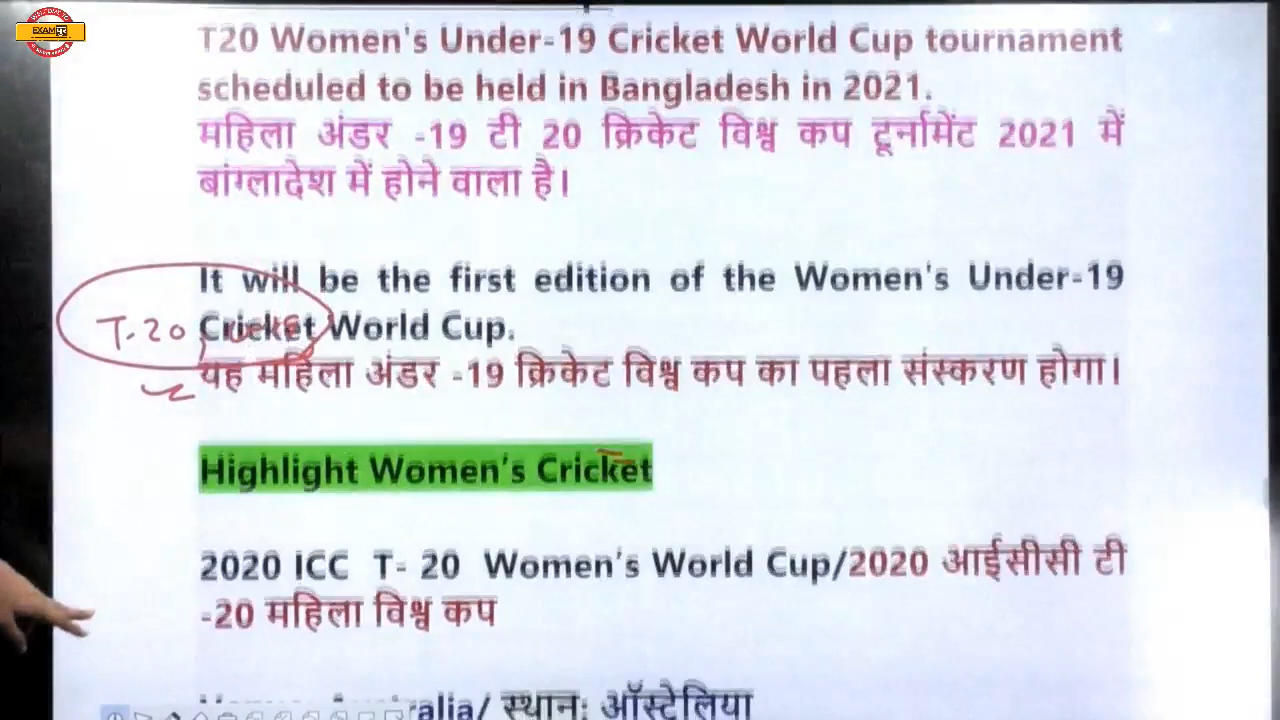 EXAM
T20 Women's Under-19 Cricket World Cup tournament
scheduled to be held in Bangladesh in 2021.
महिला अंडर -19 टी 20 क्रिकेट विश्व कप टूर्नामेंट 2021 में
बांग्लादेश में होने वाला है।
It will be the first edition of the Women's Under-19
T-20 Cricket World Cup.
यह महिला अंडर -19 क्रिकेट विश्व कप का पहला संस्करण होगा।
Highlight Women's Cricket
2020 ICC T- 20 Women's World Cup/2020 आईसीसी टी
-20 महिला विश्व कप
स्थान: ऑस्टेलिया